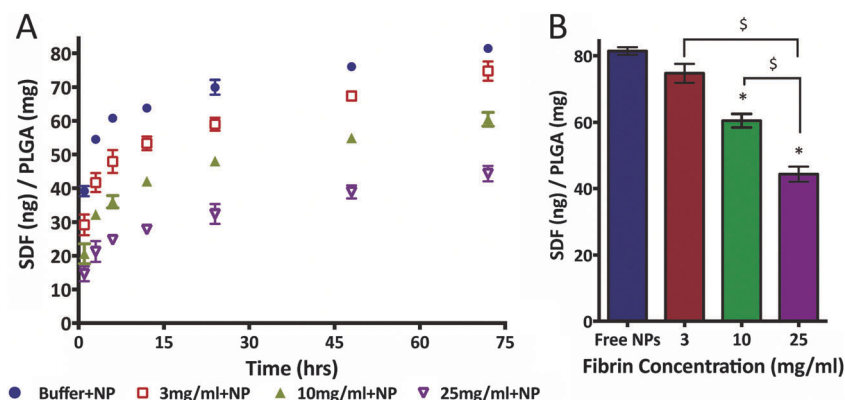 A
SDF (ng) / PLGA (mg)
80
70
60
50
40
30
20
10
0
0 15 30 45 60 75
Time (hrs)
Buffer+NP 3mg/ml+NP 10mg/ml+NP 25mg/ml+NP
B
SDF (ng) / PLGA (mg)
80
60
40
20
0
$
$
*
*
Free NPs 3 10 25
Fibrin Concentration (mg/ml)